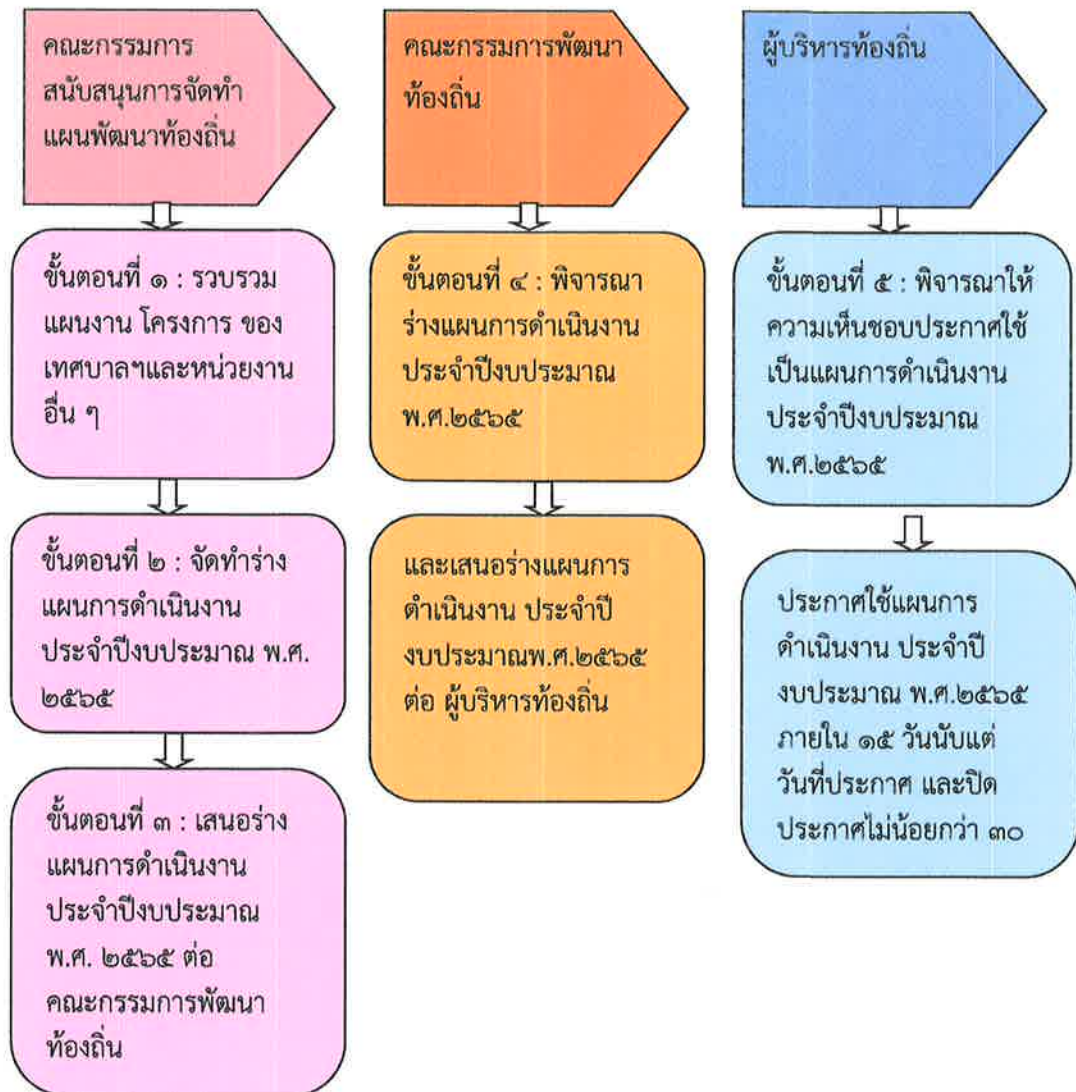 คณะกรรมการ
สนับสนุนการจัดทำ
แผนพัฒนาท้องถิ่น
ขั้นตอนที่ ๑ : รวบรวม
แผนงาน โครงการ ของ
เทศบาลฯและหน่วยงาน
อื่น ๆ
ขั้นตอนที่ ๒ : จัดทำร่าง
แผนการดำเนินงาน
ประจำปีงบประมาณ พ.ศ.
๒๕๖๕
ขั้นตอนที่ ๓ : เสนอร่าง
แผนการดำเนินงาน
ประจำปีงบประมาณ
พ.ศ. ๒๕๖๕ ต่อ
คณะกรรมการพัฒนา
ท้องถิ่น
คณะกรรมการพัฒนา
ท้องถิ่น
ขั้นตอนที่ ๔ : พิจารณา
ร่างแผนการดำเนินงาน
ประจำปีงบประมาณ
พ.ศ.๒๕๖๕
และเสนอร่างแผนการ
ดำเนินงาน ประจำปี
งบประมาณพ.ศ.๒๕๖๕
ต่อ ผู้บริหารท้องถิ่น
ผู้บริหารท้องถิ่น
ขั้นตอนที่ ๕ : พิจารณาให้
ความเห็นชอบประกาศใช้
เป็นแผนการดำเนินงาน
ประจำปีงบประมาณ
พ.ศ.๒๕๖๕
ประกาศใช้แผนการ
ดำเนินงาน ประจำปี
งบประมาณ พ.ศ.๒๕๖๕
ภายใน ๑๕ วันนับแต่
วันที่ประกาศ และปิด
ประกาศไม่น้อยกว่า ๓๐